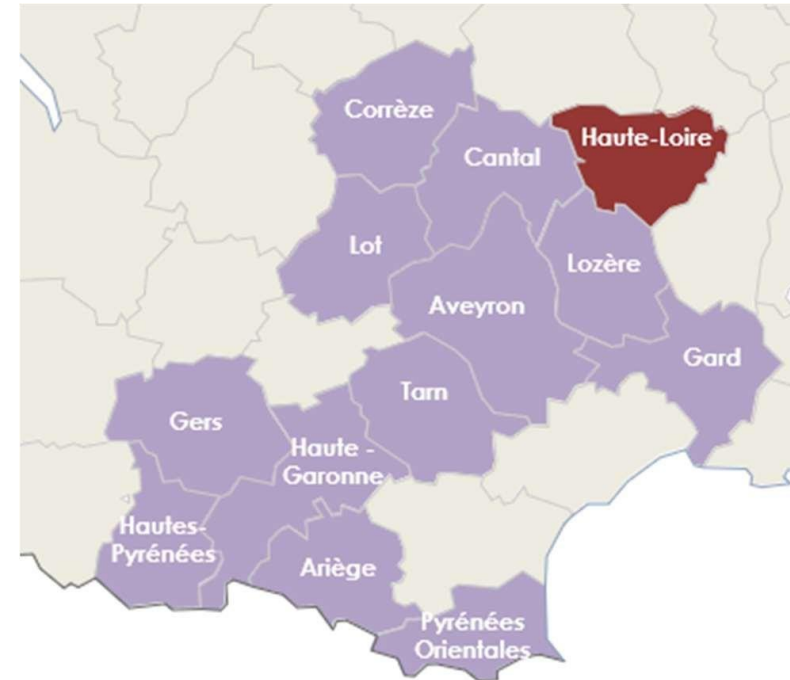 Corrèze
Haute-Loire
Cantal
Lot
Lozère
Aveyron
Gard
Tarn
Gers
Haute -
Garonne
Hautes-
Pyrénées
Ariège
Pyrénées
Orientales